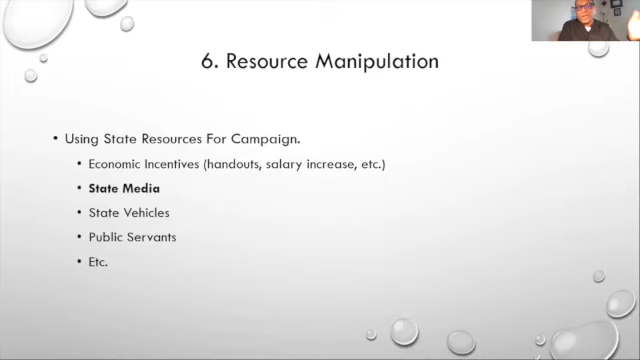 6. Resource Manipulation
• Using State Resources For Campaign.
• Economic Incentives (handouts, salary increase, etc.)
• State Media
• State Vehicles
• Public Servants
• Etc.